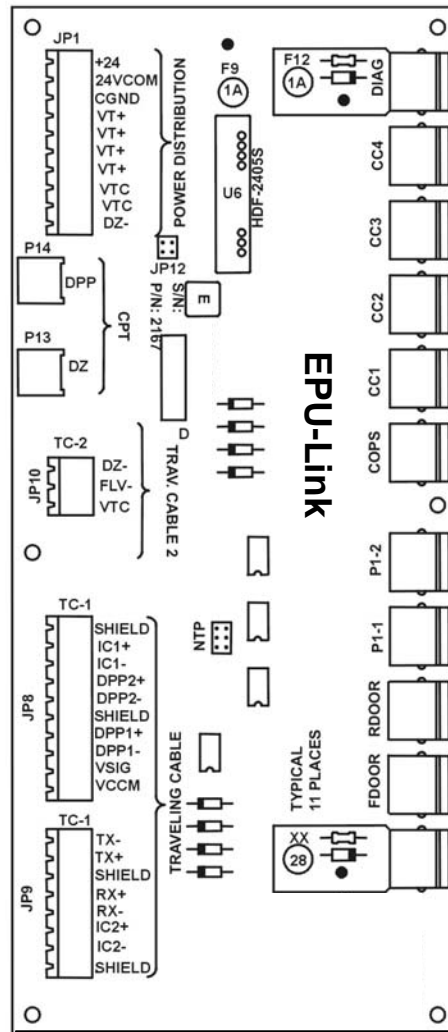 JP1
+24
24VCOM
CGND
VT+
VT+
VT+
VT+
VTC
VTC
DZ-
POWER DISTRIBUTION
F9
1A
U6
HDF-2405S
F12
1A
DIAG
CC4
CC3
CC2
CC1
COPS
JP12
S/N:
P/N: 2167
E
D
P14
DPP
P13
DZ
CPT
EPU-Link
TC-2
JP10
DZ-
FLV-
VTC
TRAV. CABLE 2
P1-2
P1-1
RDOOR
FDOOR
NTP
TC-1
JP8
SHIELD
IC1+
IC1-
DPP2+
DPP2-
SHIELD
DPP1+
DPP1-
VSIG
VCCM
TRAVELING CABLE
TYPICAL
11 PLACES
XX
28
TC-1
JP9
TX-
TX+
SHIELD
RX+
RX-
IC2+
IC2-
SHIELD